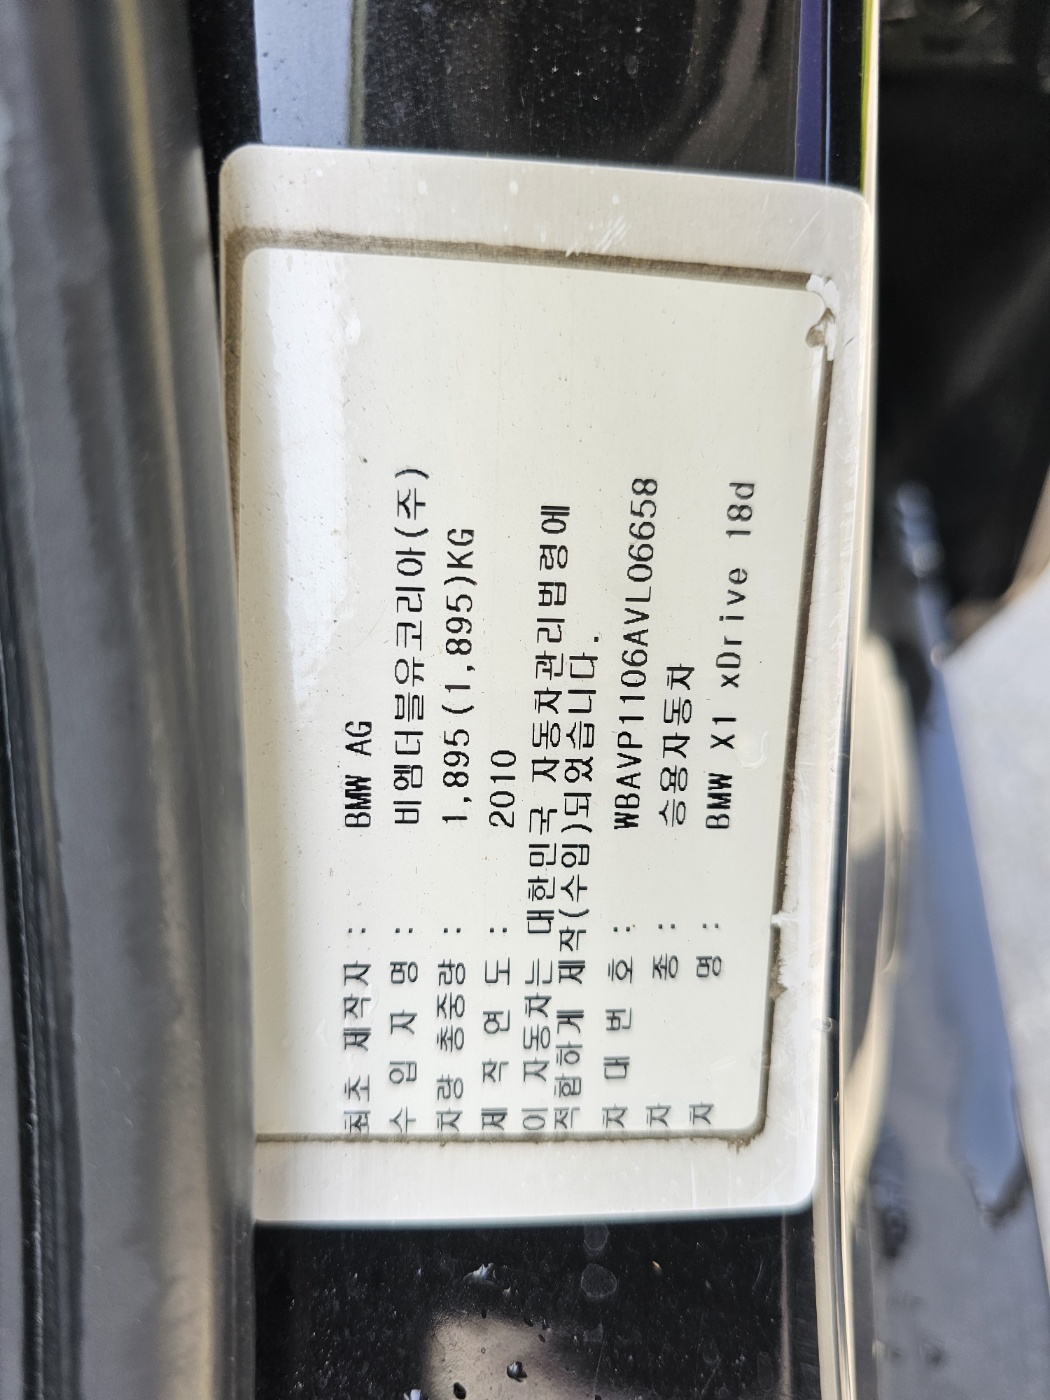 최초 제작자 : BMW AG
수 입 자 명 : 비엠더블유코리아(주)
차량 총중량 : 1,895(1,895)KG
제 작 연 도 : 2010
이 자동차는 대한민국 자동차관리법령에
적합하게 제작(수입)되었습니다.
차 대 번 호 : WBAVP1106AVL06658
차 종 : 승용자동차
차 명 : BMW X1 xDrive 18d